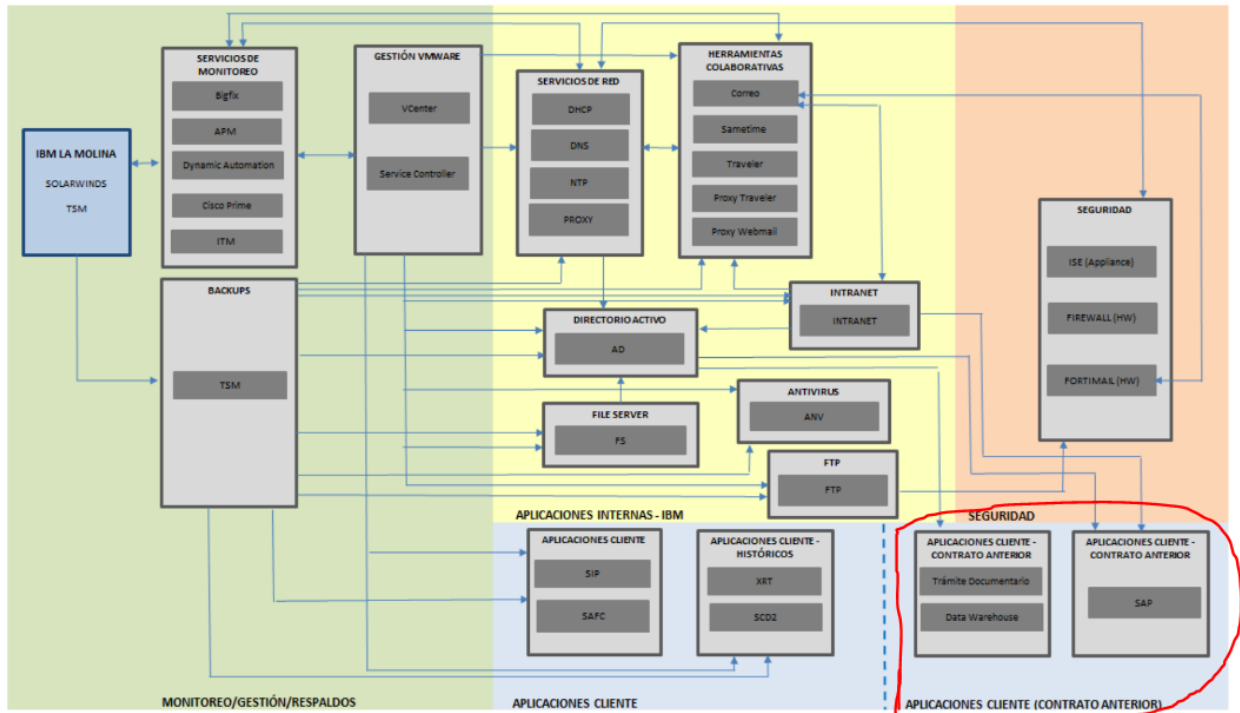 IBM LA MOLINA
SOLARWINDS
TSM
SERVICIOS DE
MONITOREO
Bigfix
APM
Dynamic Automation
Cisco Prime
ITM
BACKUPS
TSM
GESTIÓN VMWARE
VCenter
Service Controller
MONITOREO/GESTIÓN/RESPALDOS
SERVICIOS DE RED
DHCP
DNS
NTP
PROXY
HERRAMIENTAS
COLABORATIVAS
Correo
Sametime
Traveler
Proxy Traveler
Proxy Webmail
INTRANET
INTRANET
DIRECTORIO ACTIVO
AD
ANTIVIRUS
ANV
FILE SERVER
FS
FTP
FTP
APLICACIONES INTERNAS - IBM
SEGURIDAD
ISE (Appliance)
FIREWALL (HW)
FORTIMAIL (HW)
SEGURIDAD
APLICACIONES CLIENTE
SIP
SAFC
APLICACIONES CLIENTE -
HISTÓRICOS
XRT
SCD2
APLICACIONES CLIENTE
APLICACIONES CLIENTE -
CONTRATO ANTERIOR
Trámite Documentario
Data Warehouse
APLICACIONES CLIENTE -
CONTRATO ANTERIOR
SAP
APLICACIONES CLIENTE (CONTRATO ANTERIOR)